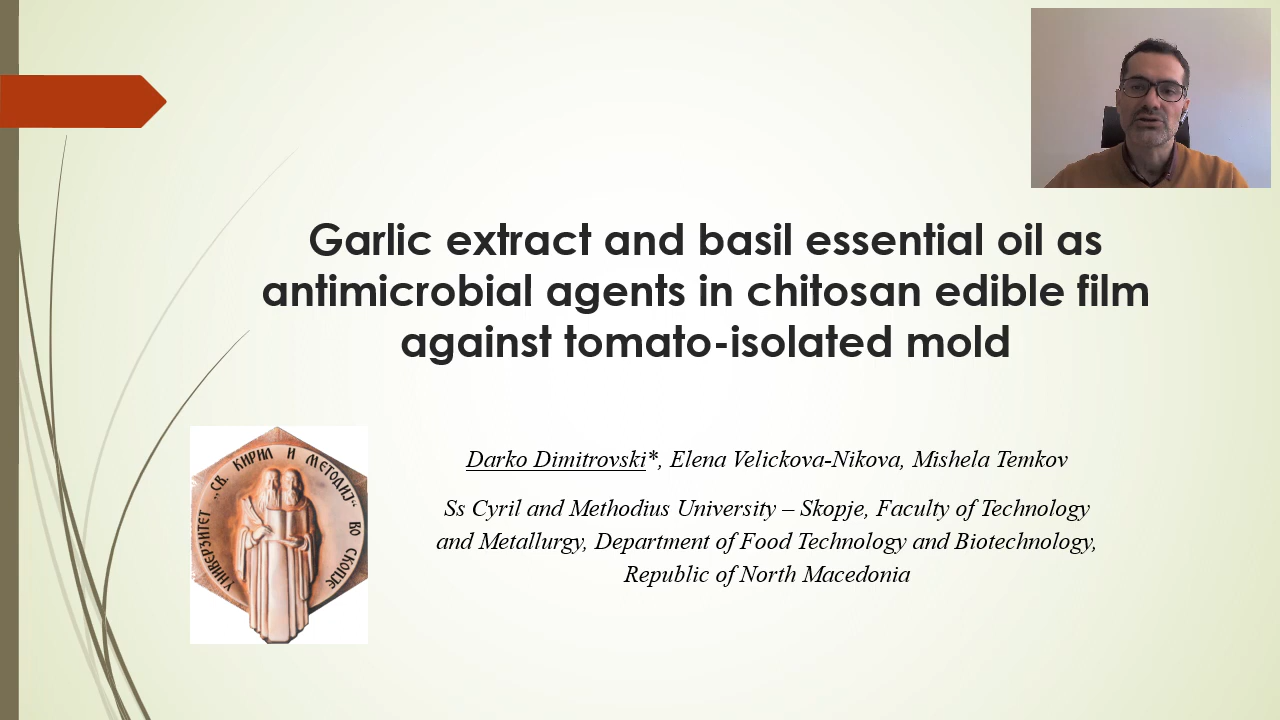 Garlic extract and basil essential oil as
antimicrobial agents in chitosan edible film
against tomato-isolated mold
Darko Dimitrovski*, Elena Velickova-Nikova, Mishela Temkov
Ss Cyril and Methodius University – Skopje, Faculty of Technology
and Metallurgy, Department of Food Technology and Biotechnology,
Republic of North Macedonia
УНИВЕРЗИТЕТ „СВ. КИРИЛ И МЕТОДИЈ“ ВО СКОПЈЕ